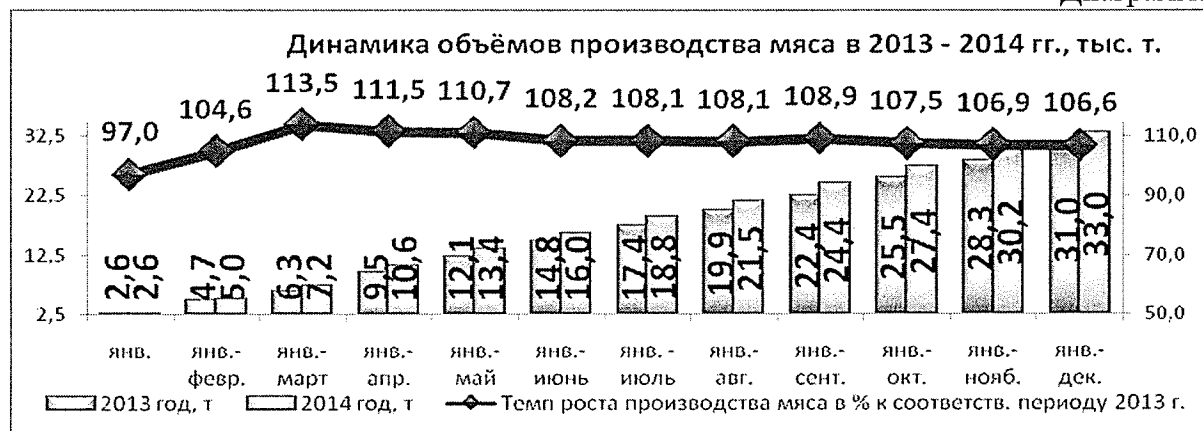 Динамика объёмов производства мяса в 2013 - 2014 гг., тыс. т.
97,0 104,6 113,5 111,5 110,7 108,2 108,1 108,1 108,9 107,5 106,9 106,6
32,5 110,0
22,5 90,0
12,5 70,0
2,5 50,0
2,6 2,6 4,7 5,0 6,3 7,2 9,5 10,6 12,1 13,4 14,8 16,0 17,4 18,8 19,9 21,5 22,4 24,4 25,5 27,4 28,3 30,2 31,0 33,0
янв. янв.- янв.- янв.- янв.- янв.- янв. - янв.- янв.- янв.- янв.- янв.-
февр. март апр. май июнь июль авг. сент. окт. нояб. дек.
2013 год, т 2014 год, т Темп роста производства мяса в % к соответств. периоду 2013 г.